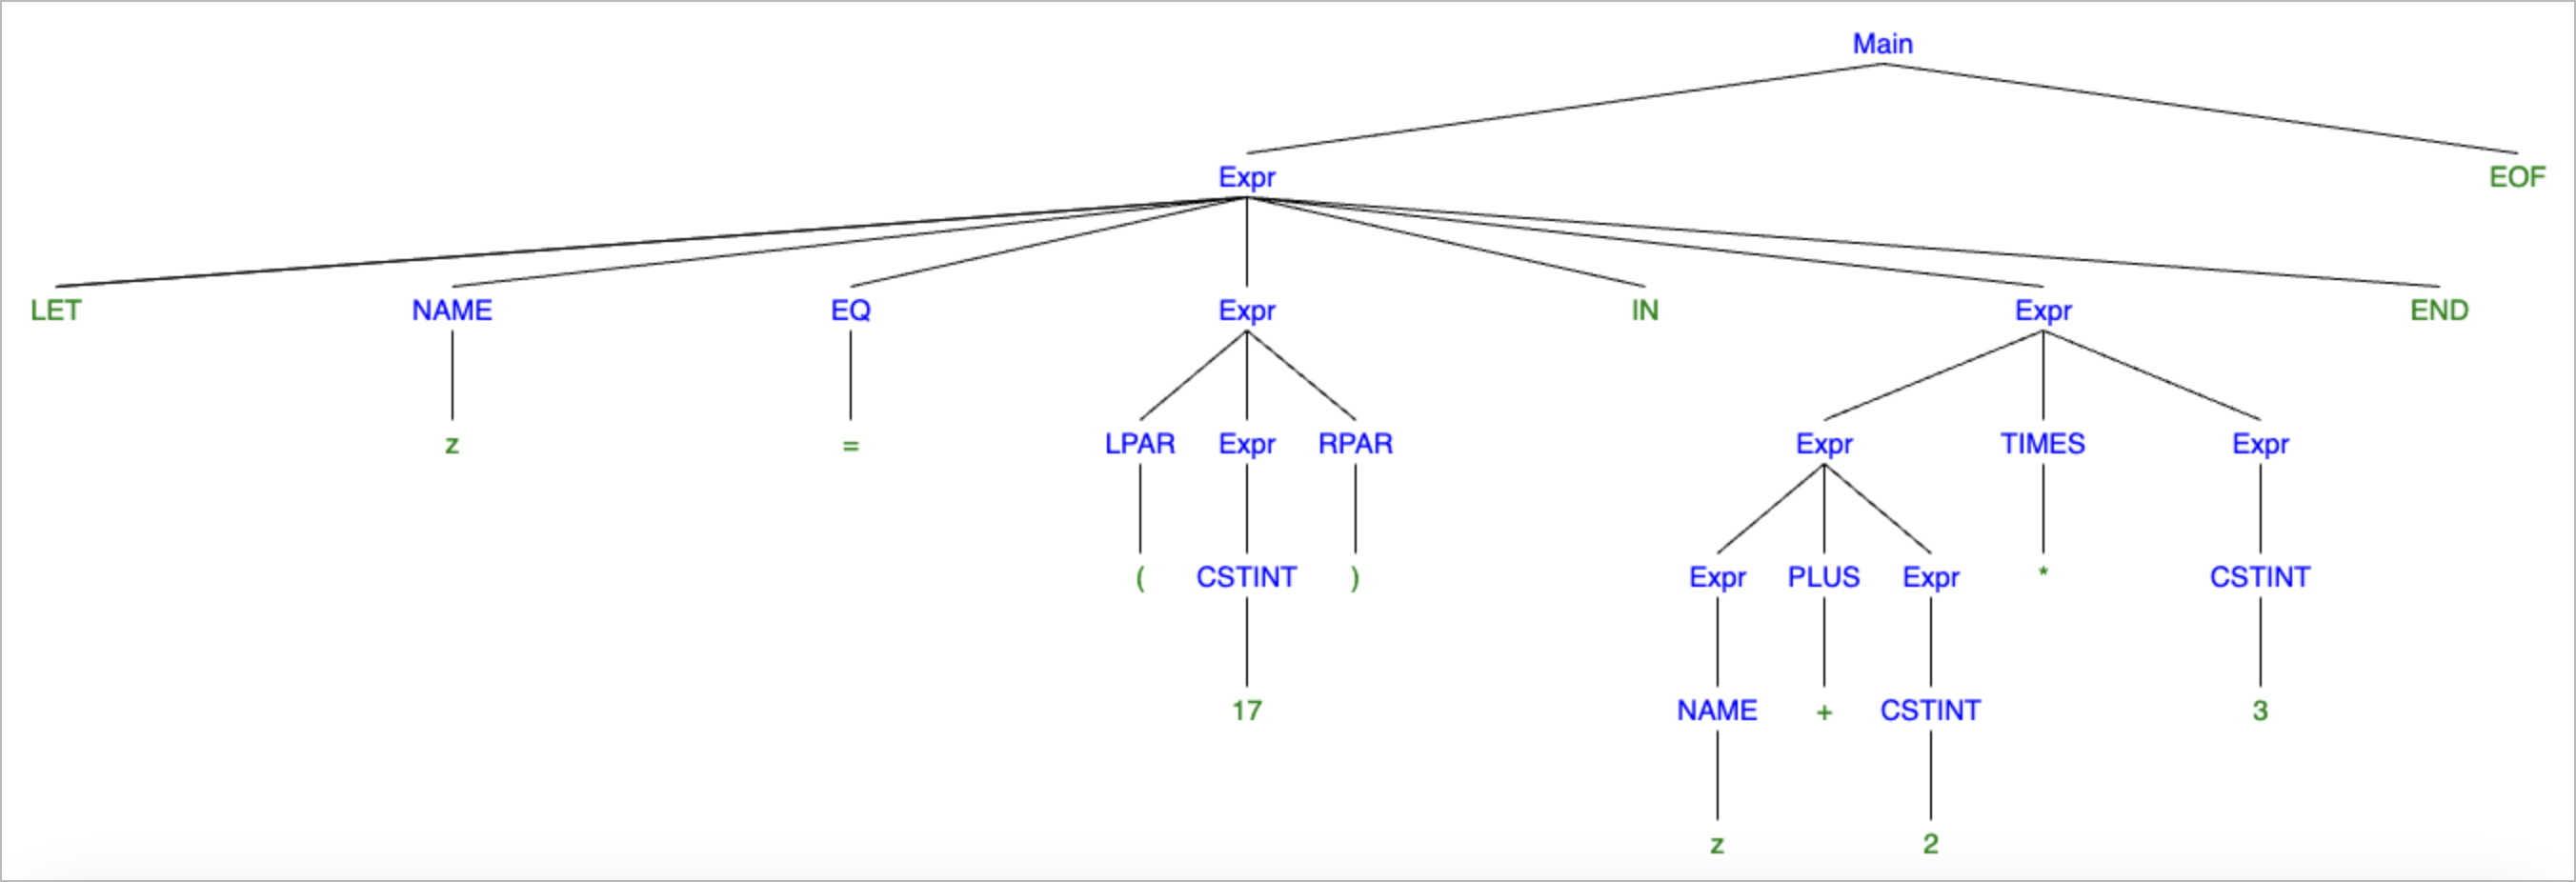 Main
Expr EOF
LET NAME EQ Expr IN Expr END
z = LPAR Expr RPAR Expr TIMES Expr
( CSTINT ) Expr PLUS Expr * CSTINT
17 NAME + CSTINT 3
z 2